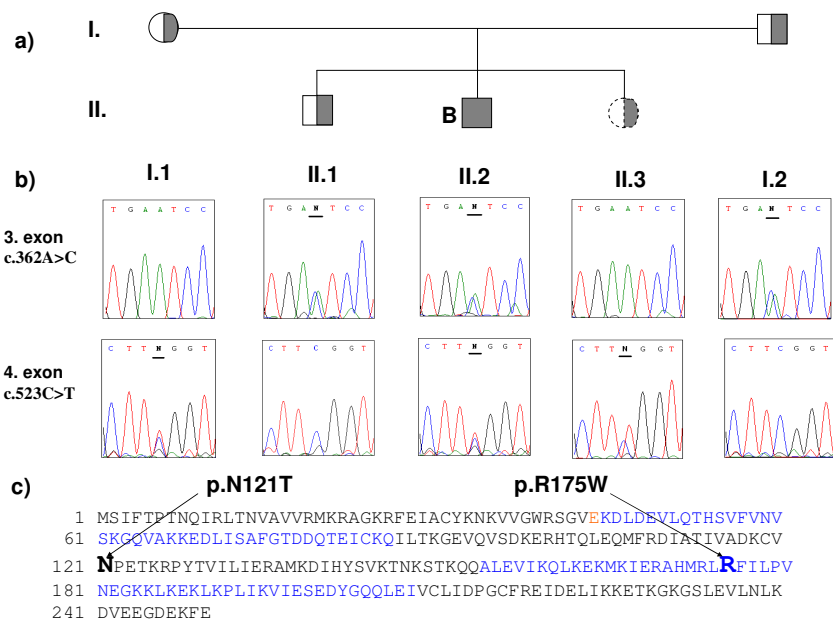 a)
I.
II.
B
b)
I.1 II.1 II.2 II.3 I.2
3. exon
c.362A>C
T G A A T C C
T G A N T C C
T G A N T C C
T G A A T C C
T G A N T C C
4. exon
c.523C>T
C T T N G G T
C T T C G G T
C T T N G G T
C T T N G G T
C T T C G G T
c)
p.N121T p.R175W
1 MSIFTPTNQIRLTNVAVVRMKRAGKRFEIACYKNKVVGWRSGVEKDLDEVLQTHSVFVNV
61 SKGQVAKKEDLISAFGTDDQTEICKQILTKGEVQVSDKERHTQLEQMFRDIATIVADKCV
121 NPETKRPYTVILIERAMKDIHYSVKTNKSTKQQALEVIKQLKEKMKIERAHMRLRFILPV
181 NEGKKLKEKLKPLIKVIESEDYGQQLEIVCLIDPGCFREIDELIKKETKGKGSLEVLNLK
241 DVEEGDEKFE